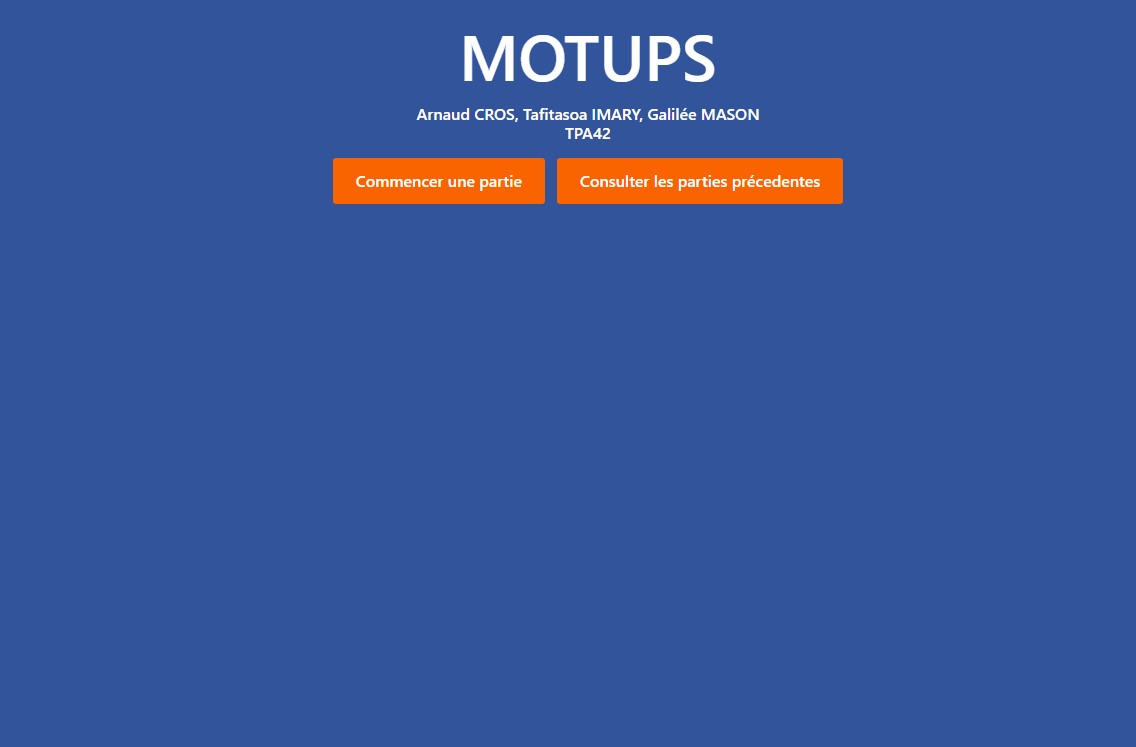 MOTUPS
Arnaud CROS, Tafitasoa IMARY, Galilée MASON
TPA42
Commencer une partie
Consulter les parties précedentes